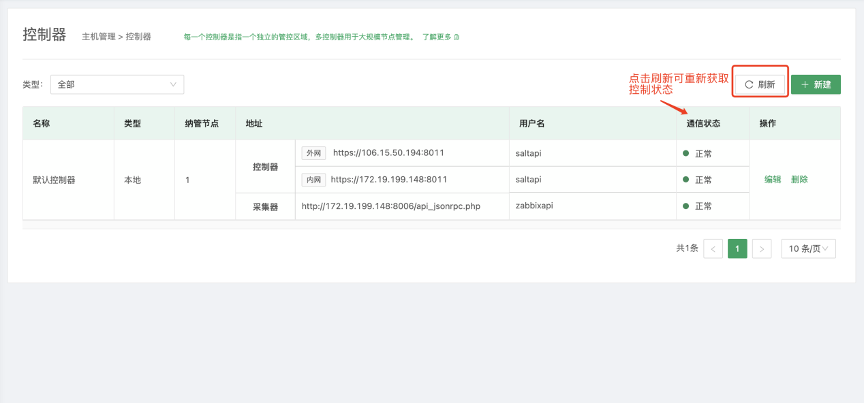 控制器 主机管理 > 控制器 每一个控制器是指一个独立的管控区域，多控制器用于大规模节点管理。 了解更多
类型: 全部
点击刷新可重新获取
控制状态
刷新
+ 新建
名称 类型 纳管节点 地址 用户名 通信状态 操作
默认控制器 本地 1
控制器
外网 https://106.15.50.194:8011 saltapi 正常
内网 https://172.19.199.148:8011 saltapi 正常
采集器 http://172.19.199.148:8006/api_jsonrpc.php zabbixapi 正常
编辑 删除
共1条 < 1 > 10 条/页